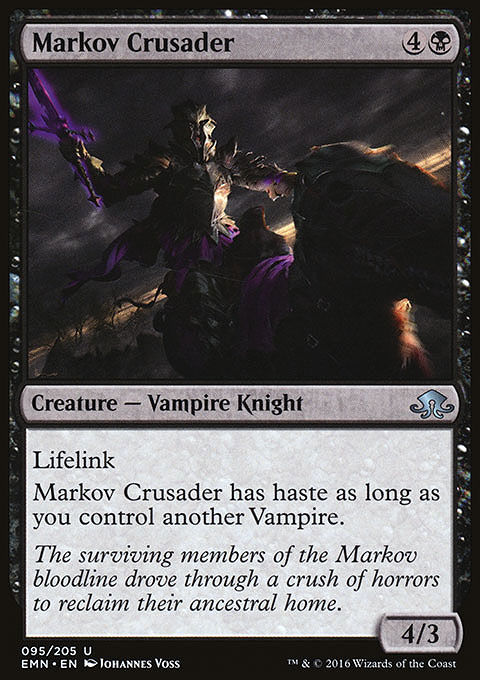 Markov Crusader 4
Creature — Vampire Knight
Lifelink
Markov Crusader has haste as long as
you control another Vampire.
The surviving members of the Markov
bloodline drove through a crush of horrors
to reclaim their ancestral home.
4/3
095/205 U
EMN • EN Johannes Voss
™ & © 2016 Wizards of the Coast